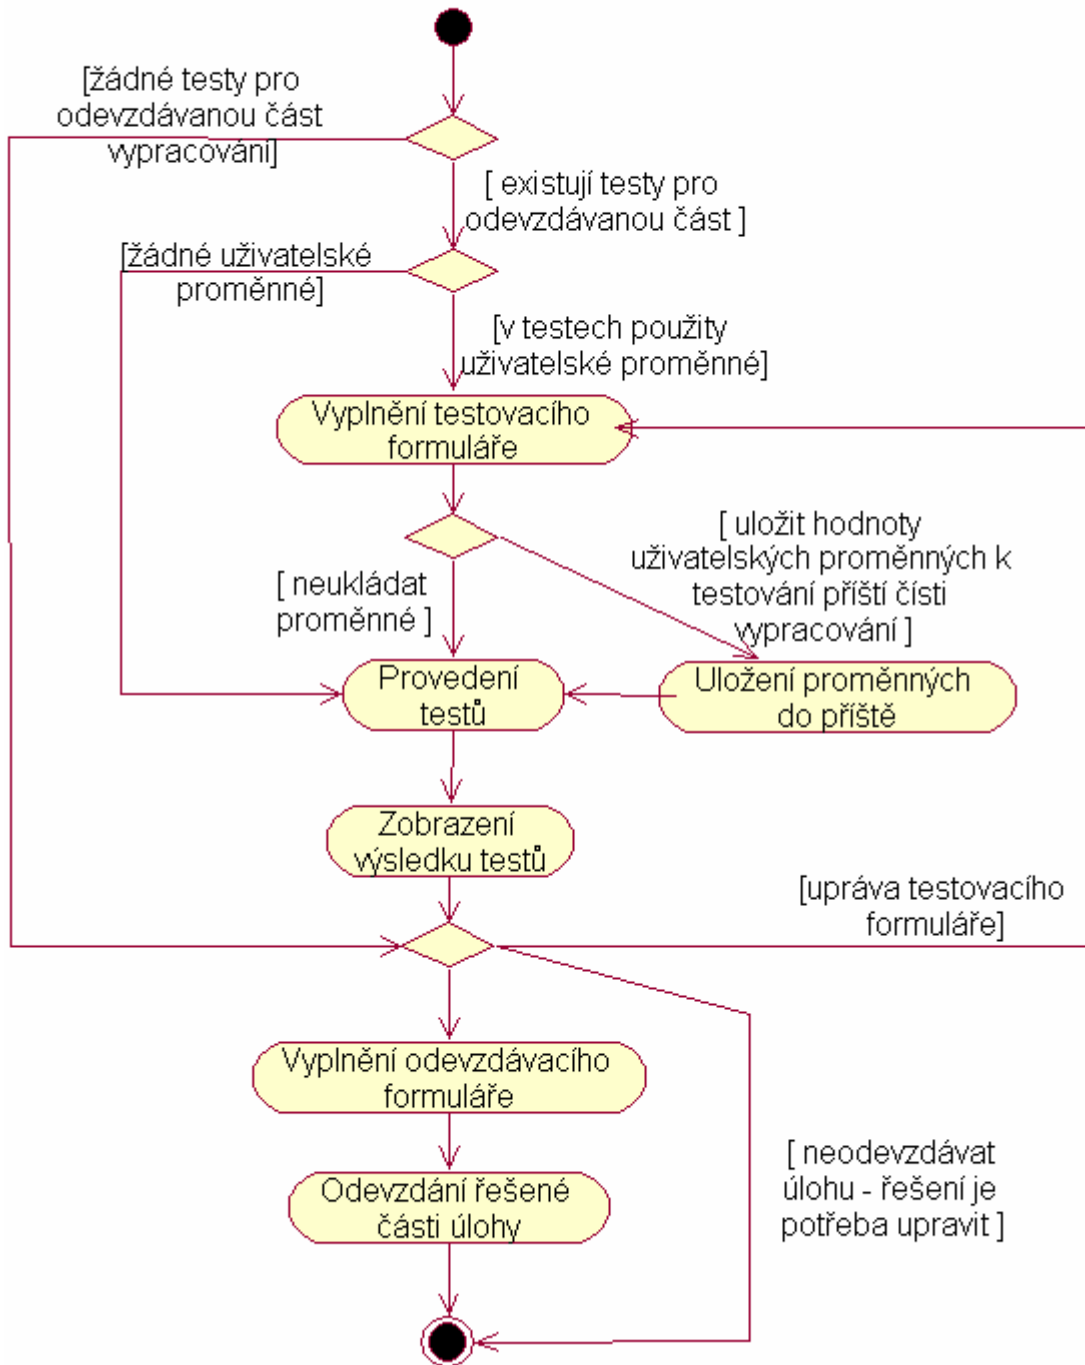 [žádné testy pro
odevzdávanou část
vypracování]
[ existují testy pro
odevzdávanou část ]
[žádné uživatelské
proměnné]
[v testech použity
uživatelské proměnné]
Vyplnění testovacího
formuláře
[ uložit hodnoty
uživatelských proměnných k
testování příští čísti
vypracování ]
[ neukládat
proměnné ]
Provedení
testů
Uložení proměnných
do příště
Zobrazení
výsledku testů
[upráva testovacího
formuláře]
Vyplnění odevzdávacího
formuláře
[ neodevzdávat
úlohu - řešení je
potřeba upravit ]
Odevzdání řešené
části úlohy